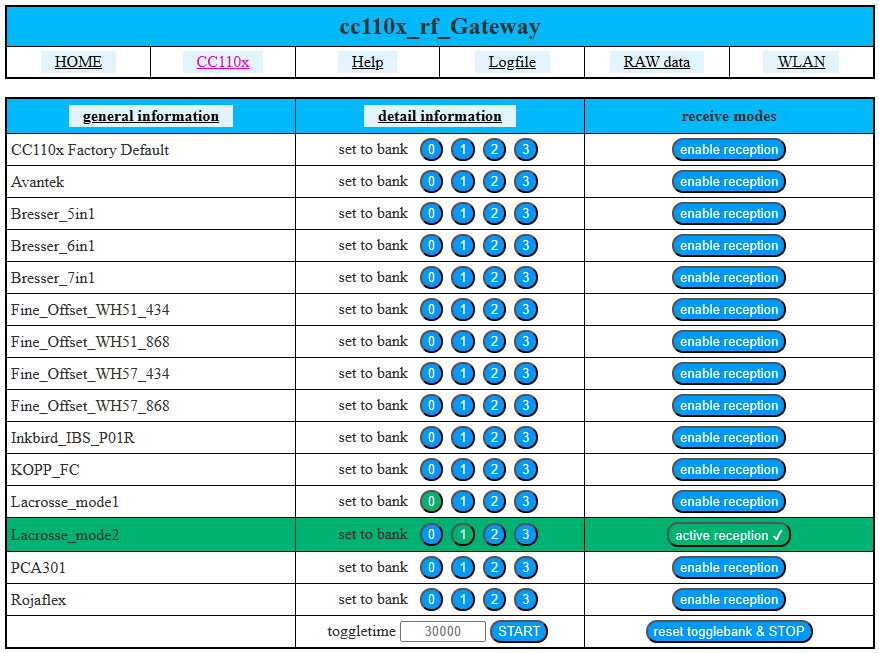 cc110x_rf_Gateway
HOME CC110x Help Logfile RAW data WLAN
general information detail information receive modes
CC110x Factory Default set to bank 0 1 2 3 enable reception
Avantek set to bank 0 1 2 3 enable reception
Bresser_5in1 set to bank 0 1 2 3 enable reception
Bresser_6in1 set to bank 0 1 2 3 enable reception
Bresser_7in1 set to bank 0 1 2 3 enable reception
Fine_Offset_WH51_434 set to bank 0 1 2 3 enable reception
Fine_Offset_WH51_868 set to bank 0 1 2 3 enable reception
Fine_Offset_WH57_434 set to bank 0 1 2 3 enable reception
Fine_Offset_WH57_868 set to bank 0 1 2 3 enable reception
Inkbird_IBS_P01R set to bank 0 1 2 3 enable reception
KOPP_FC set to bank 0 1 2 3 enable reception
Lacrosse_mode1 set to bank 0 1 2 3 enable reception
Lacrosse_mode2 set to bank 0 1 2 3 active reception ✓
PCA301 set to bank 0 1 2 3 enable reception
Rojaflex set to bank 0 1 2 3 enable reception
toggletime 30000 START reset togglebank & STOP